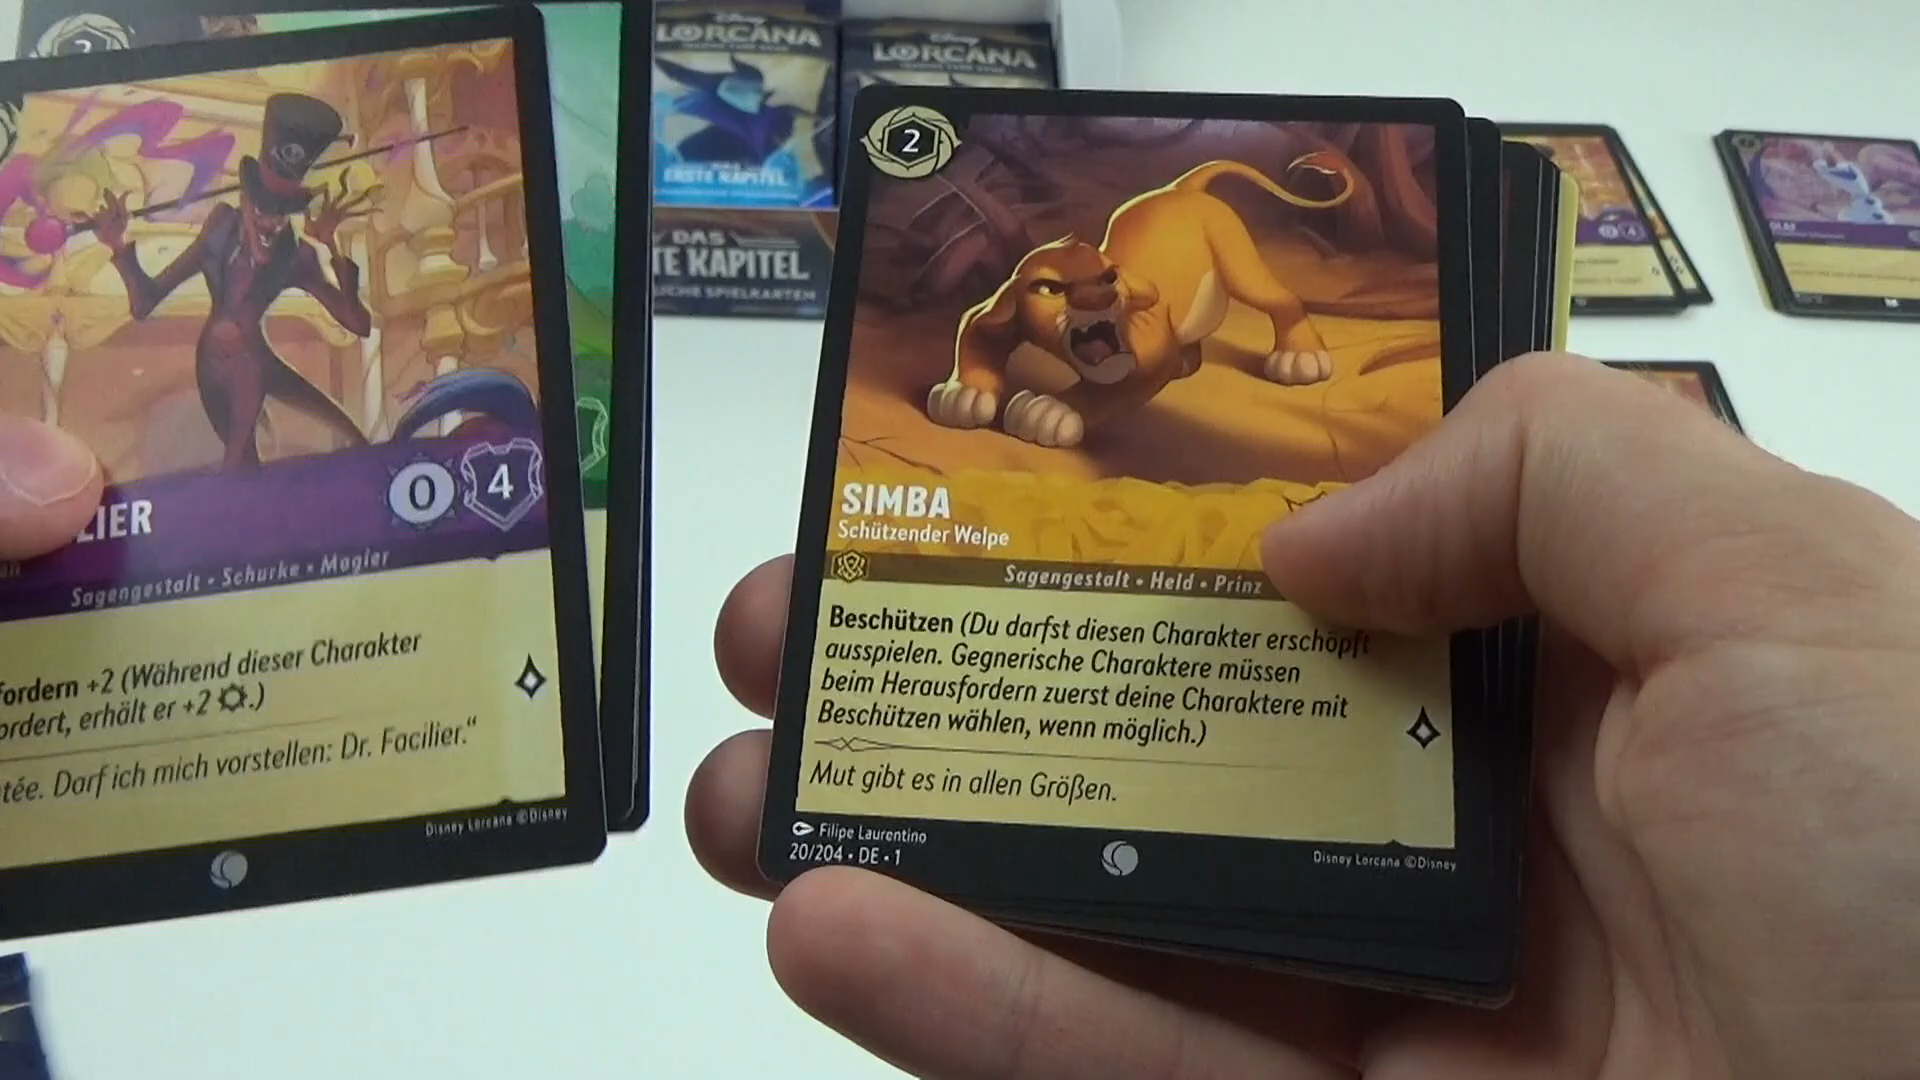 2
LIER
0
4
Sagengestalt • Schurke • Magier
fordern +2 (Während dieser Charakter
ordert, erhält er +2 .)
tée. Darf ich mich vorstellen: Dr. Facilier.“
Disney Lorcana ©Disney
Disney
LORCANA
ERSTE KAPITEL
Disney
LORCANA
DAS
TE KAPITEL
LICHE SPIELKARTEN
2
SIMBA
Schützender Welpe
Sagengestalt • Held • Prinz
Beschützen (Du darfst diesen Charakter erschöpft
ausspielen. Gegnerische Charaktere müssen
beim Herausfordern zuerst deine Charaktere mit
Beschützen wählen, wenn möglich.)
Mut gibt es in allen Größen.
Filipe Laurentino
20/204 • DE • 1
Disney Lorcana ©Disney
OLAF